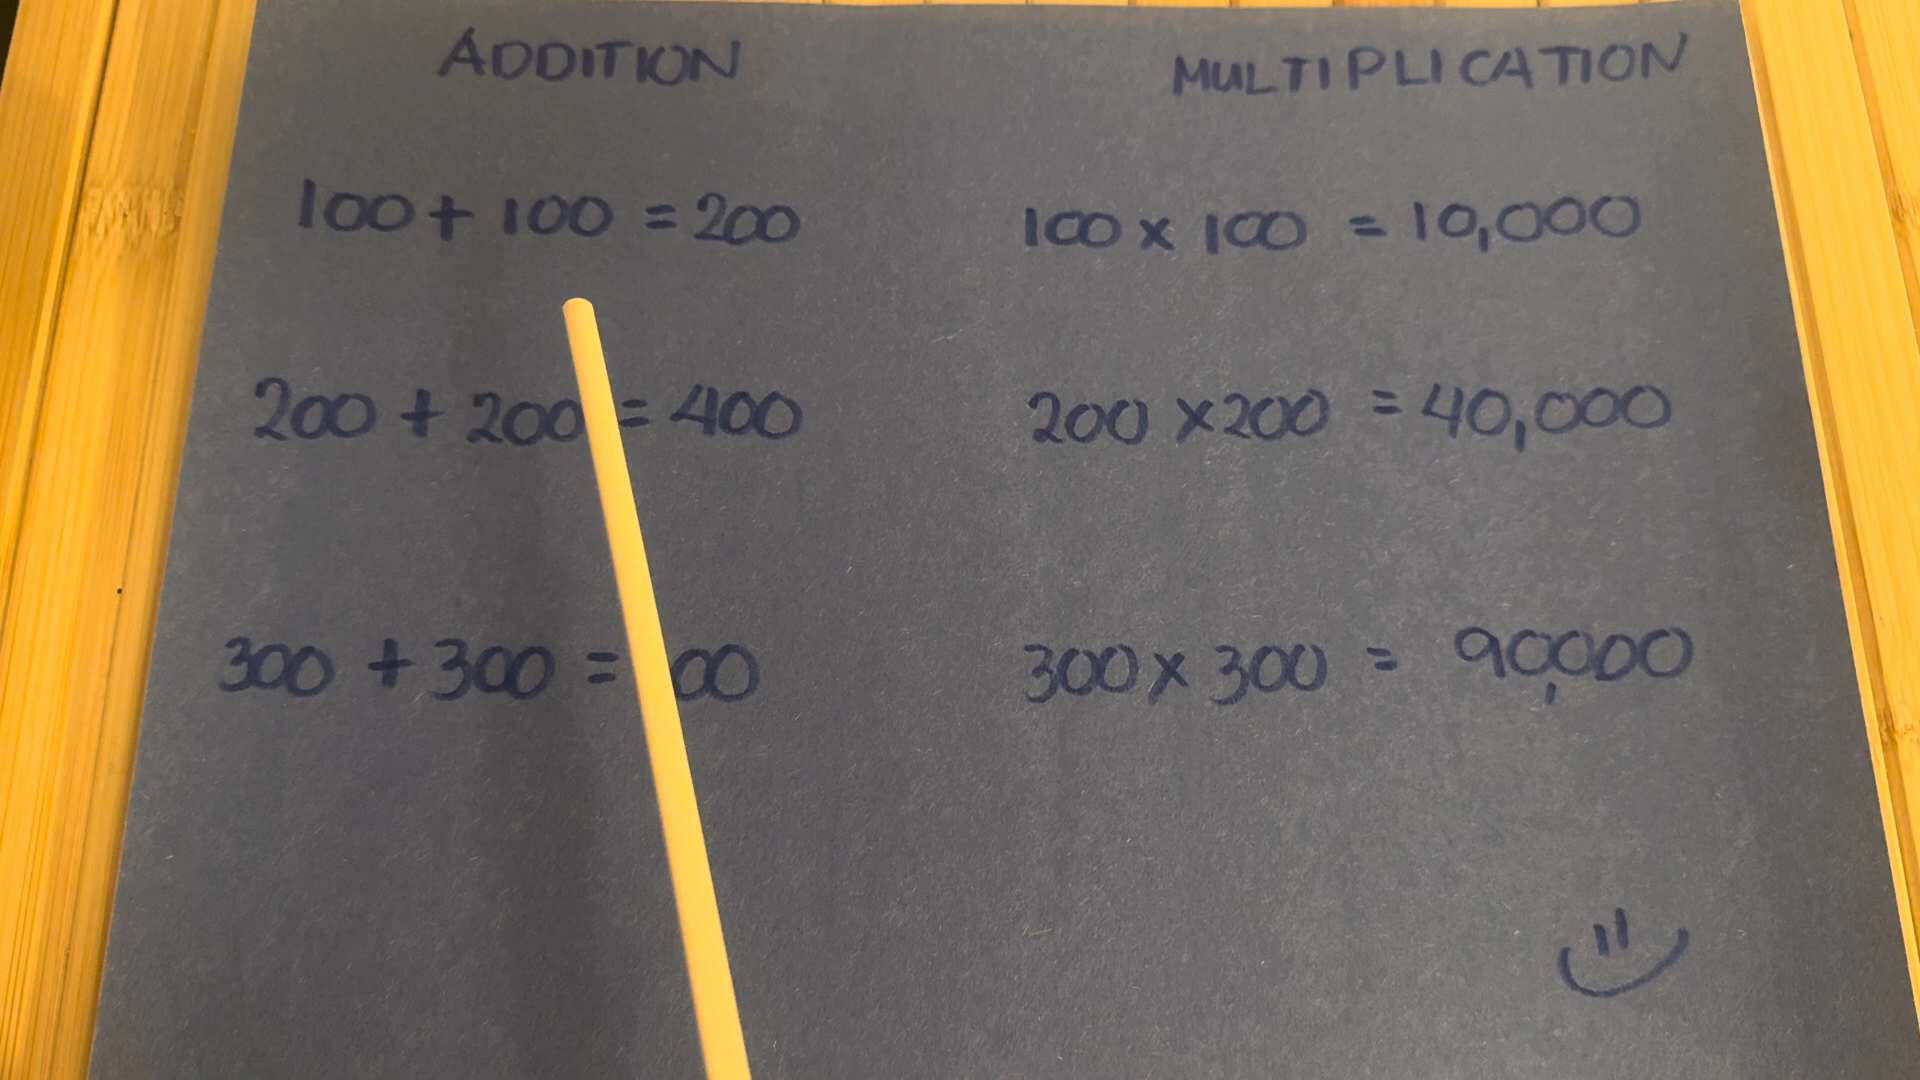 ADDITION
100 + 100 = 200
200 + 200 = 400
300 + 300 = 00
MULTIPLICATION
100 x 100 = 10,000
200 x 200 = 40,000
300 x 300 = 90,000